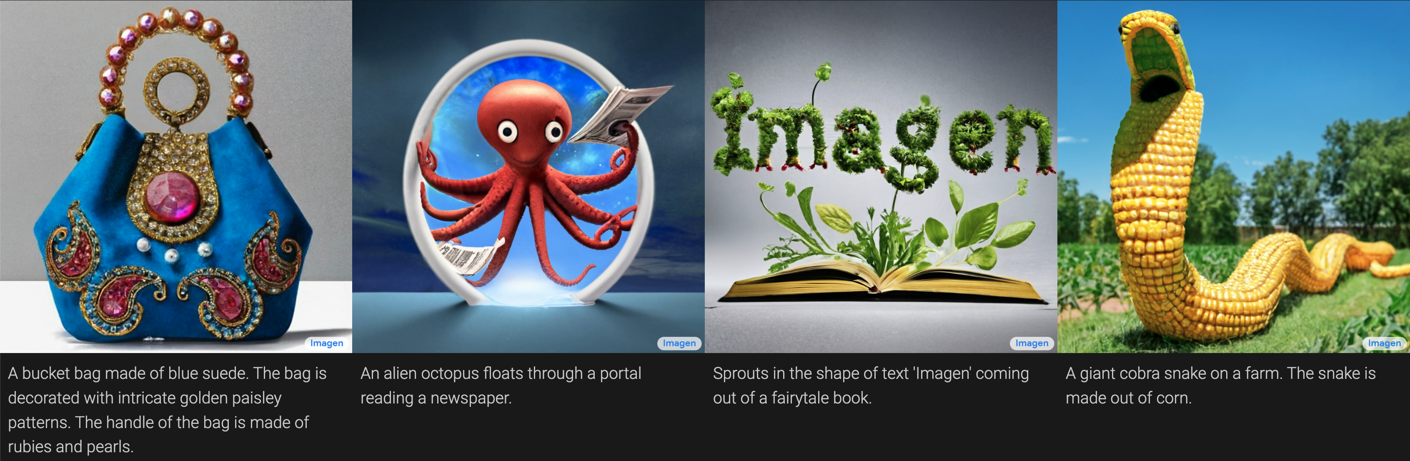 Imagen
Imagen
Imagen
Imagen
Imagen
A bucket bag made of blue suede. The bag is
decorated with intricate golden paisley
patterns. The handle of the bag is made of
rubies and pearls.
An alien octopus floats through a portal
reading a newspaper.
Sprouts in the shape of text 'Imagen' coming
out of a fairytale book.
A giant cobra snake on a farm. The snake is
made out of corn.